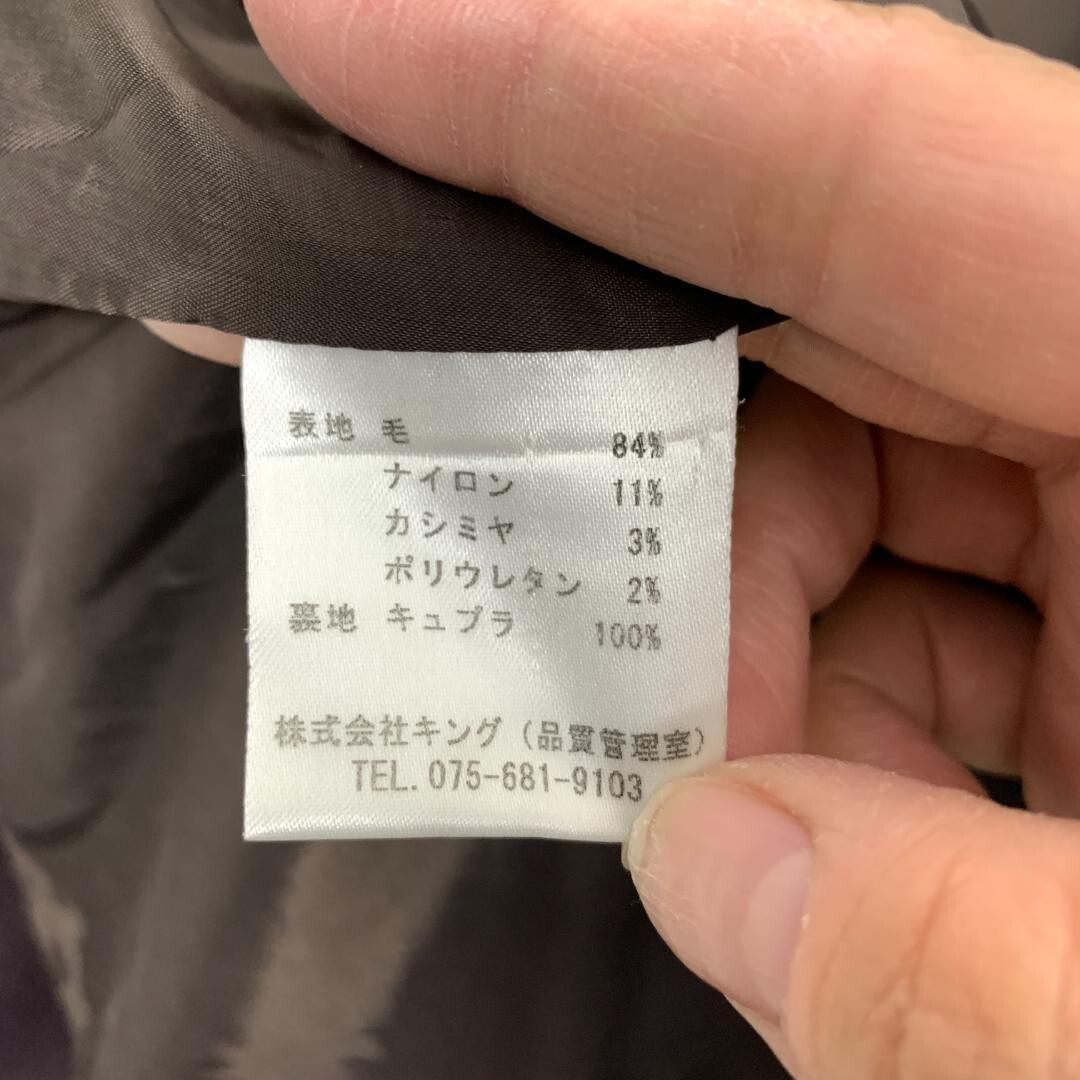 表地 毛 84%
ナイロン 11%
カシミヤ 3%
ポリウレタン 2%
裏地 キュプラ 100%
株式会社キング（品質管理室）
TEL. 075-681-9103